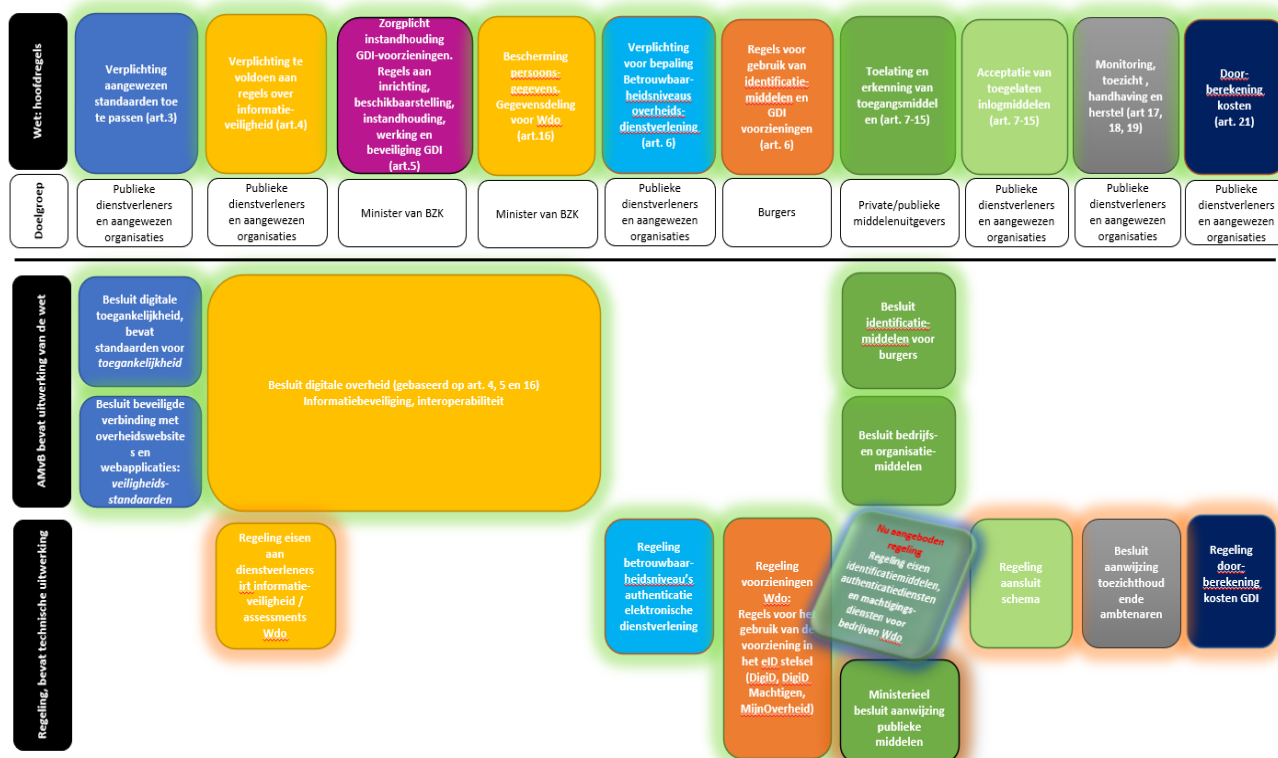 Wet: hoofdregels
Verplichting
aangewezen
standaarden toe
te passen (art.3)
Verplichting te
voldoen aan
regels over
informatie-
veiligheid (art.4)
Zorgplicht
instandhouding
GDI-voorzieningen.
Regels aan
inrichting,
beschikbaarstelling,
instandhouding,
werking en
beveiliging GDI
(art.5)
Bescherming
persoons-
gegevens.
Gegevensdeling
voor Wdo
(art.16)
Verplichting
voor bepaling
Betrouwbaar-
heidsniveaus
overheids-
dienstverlening
(art. 6)
Regels voor
gebruik van
identificatie-
middelen en
GDI
voorzieningen
(art. 6)
Toelating en
erkenning van
toegangsmiddel
en (art. 7-15)
Acceptatie van
toegelaten
inlogmiddelen
(art. 7-15)
Monitoring,
toezicht ,
handhaving en
herstel (art 17,
18, 19)
Door-
berekening
kosten
(art. 21)
Doelgroep
Publieke
dienstverleners
en aangewezen
organisaties
Publieke
dienstverleners
en aangewezen
organisaties
Minister van BZK
Minister van BZK
Publieke
dienstverleners
en aangewezen
organisaties
Burgers
Private/publieke
middelenuitgevers
Publieke
dienstverleners
en aangewezen
organisaties
Publieke
dienstverleners
en aangewezen
organisaties
Publieke
dienstverleners
en aangewezen
organisaties
AMvB bevat uitwerking van de wet
Besluit digitale
toegankelijkheid,
bevat
standaarden voor
toegankelijkheid
Besluit beveiligde
verbinding met
overheidswebsite
s en
webapplicaties:
veiligheids-
standaarden
Besluit digitale overheid (gebaseerd op art. 4, 5 en 16)
Informatiebeveiliging, interoperabiliteit
Besluit
identificatie-
middelen voor
burgers
Besluit bedrijfs-
en organisatie-
middelen
Regeling, bevat technische uitwerking
Regeling eisen
aan
dienstverleners
irt informatie-
veiligheid /
assessments
Wdo
Regeling
betrouwbaar-
heidsniveau's
authenticatie
elektronische
dienstverlening
Regeling
voorzieningen
Wdo:
Regels voor het
gebruik van de
voorziening in
het eID stelsel
(DigiD, DigiD
Machtigen,
MijnOverheid)
Nu aangeboden
regeling
Regeling eisen
identificatiemiddelen,
authenticatiediensten
en machtigings-
diensten voor
bedrijven Wdo
Ministerieel
besluit aanwijzing
publieke
middelen
Regeling
aansluit
schema
Besluit
aanwijzing
toezichthoud
ende
ambtenaren
Regeling
door-
berekening
kosten GDI